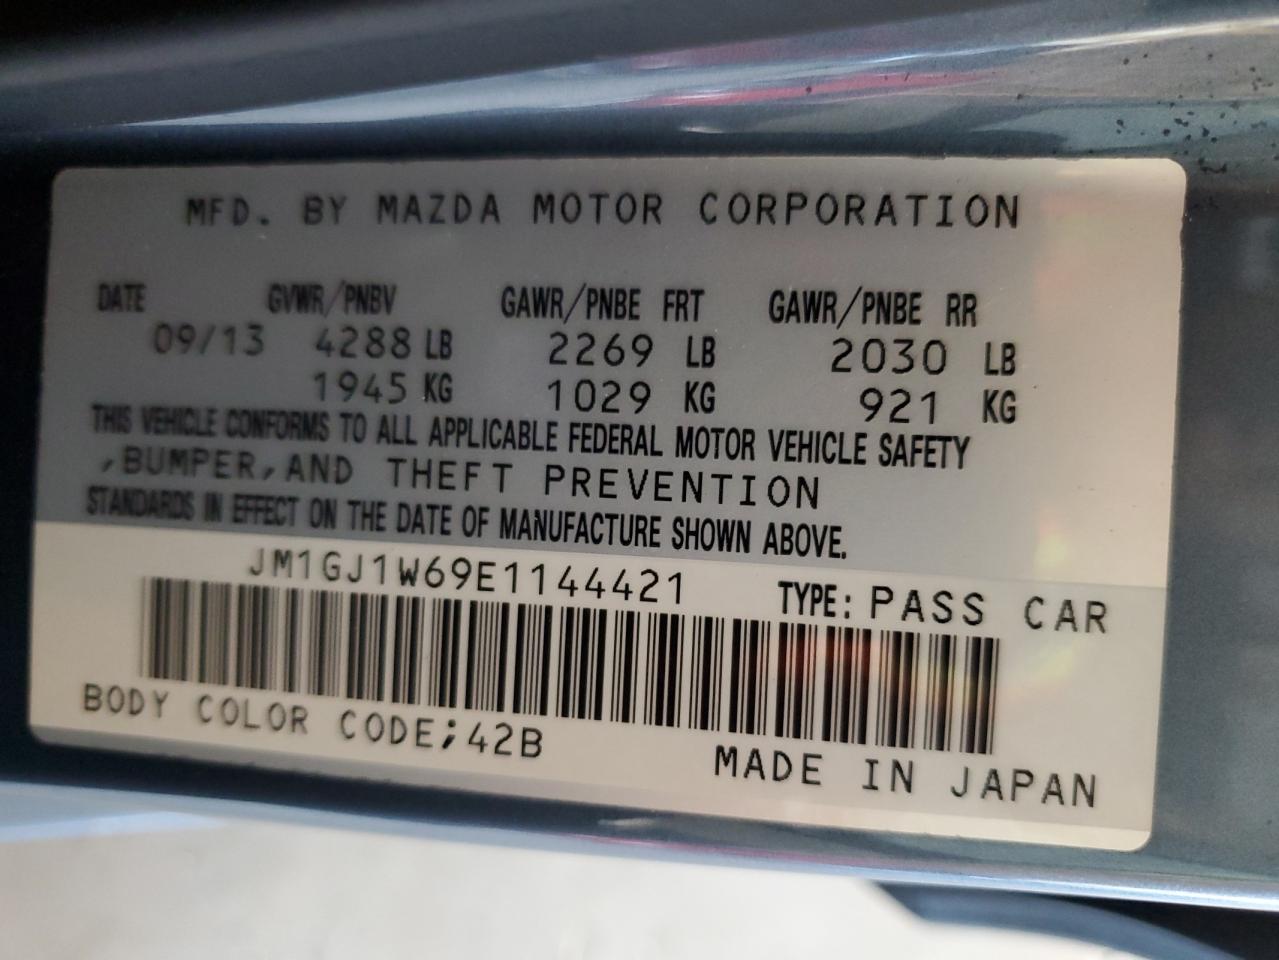 MFD. BY MAZDA MOTOR CORPORATION
DATE GVWR/PNBV GAWR/PNBE FRT GAWR/PNBE RR
09/13 4288 LB 2269 LB 2030 LB
1945 KG 1029 KG 921 KG
THIS VEHICLE CONFORMS TO ALL APPLICABLE FEDERAL MOTOR VEHICLE SAFETY
,BUMPER,AND THEFT PREVENTION
STANDARDS IN EFFECT ON THE DATE OF MANUFACTURE SHOWN ABOVE.
JM1GJ1W69E1144421 TYPE: PASS CAR
BODY COLOR CODE;42B MADE IN JAPAN